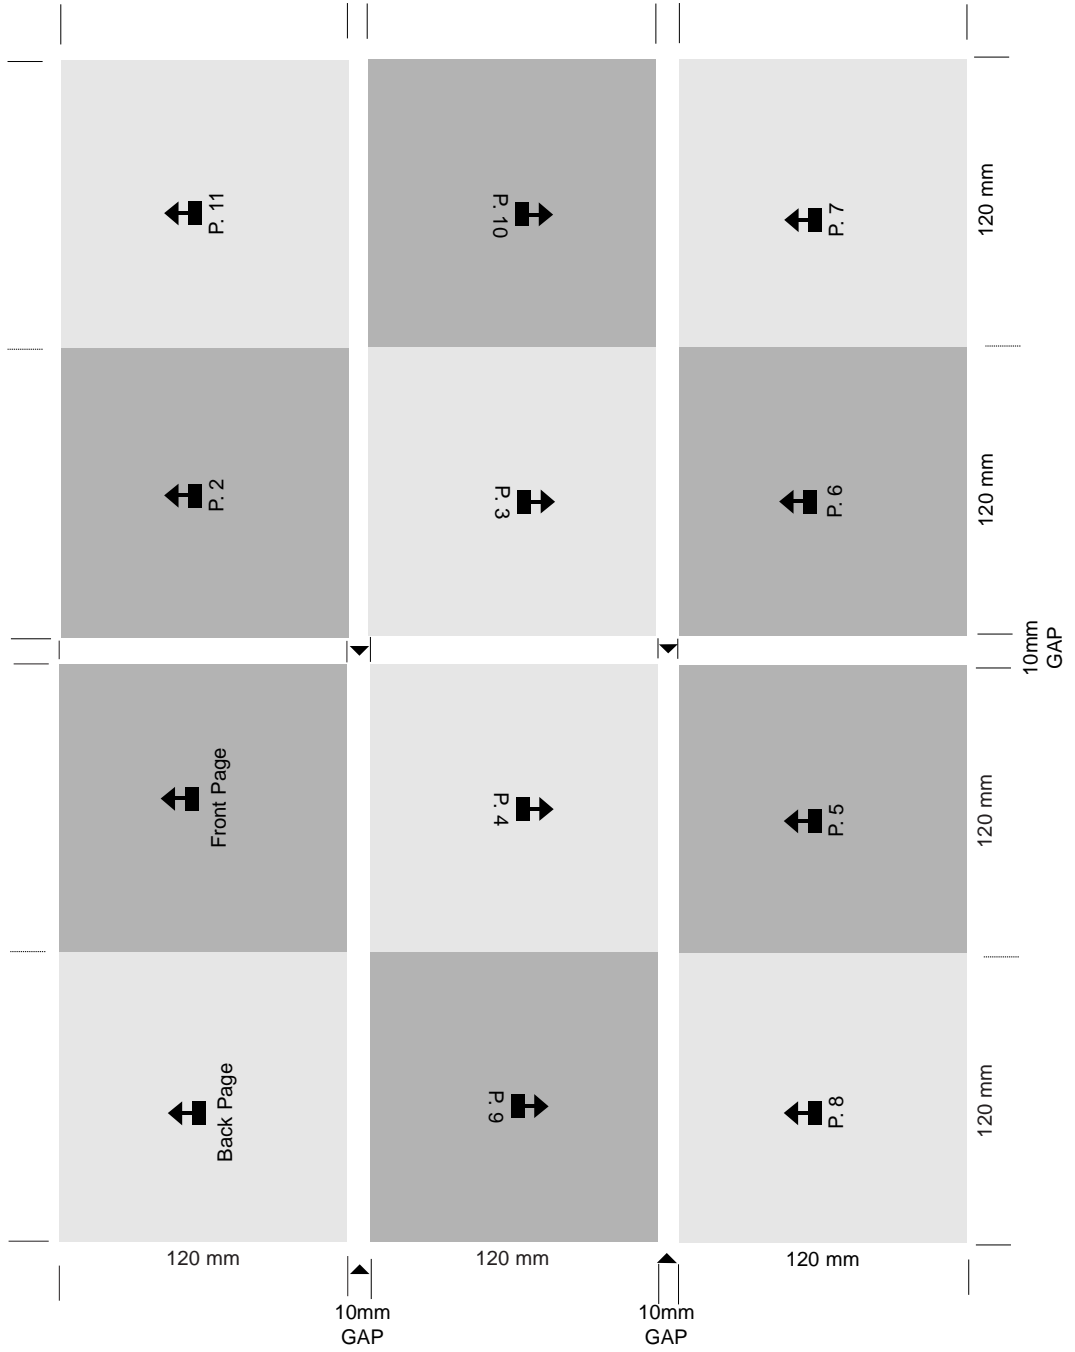 P. 11
P. 10
P. 7
120 mm
P. 2
P. 3
P. 6
120 mm
10mm
GAP
Front Page
P. 4
P. 5
120 mm
Back Page
P. 9
P. 8
120 mm
120 mm
120 mm
120 mm
10mm
GAP
10mm
GAP